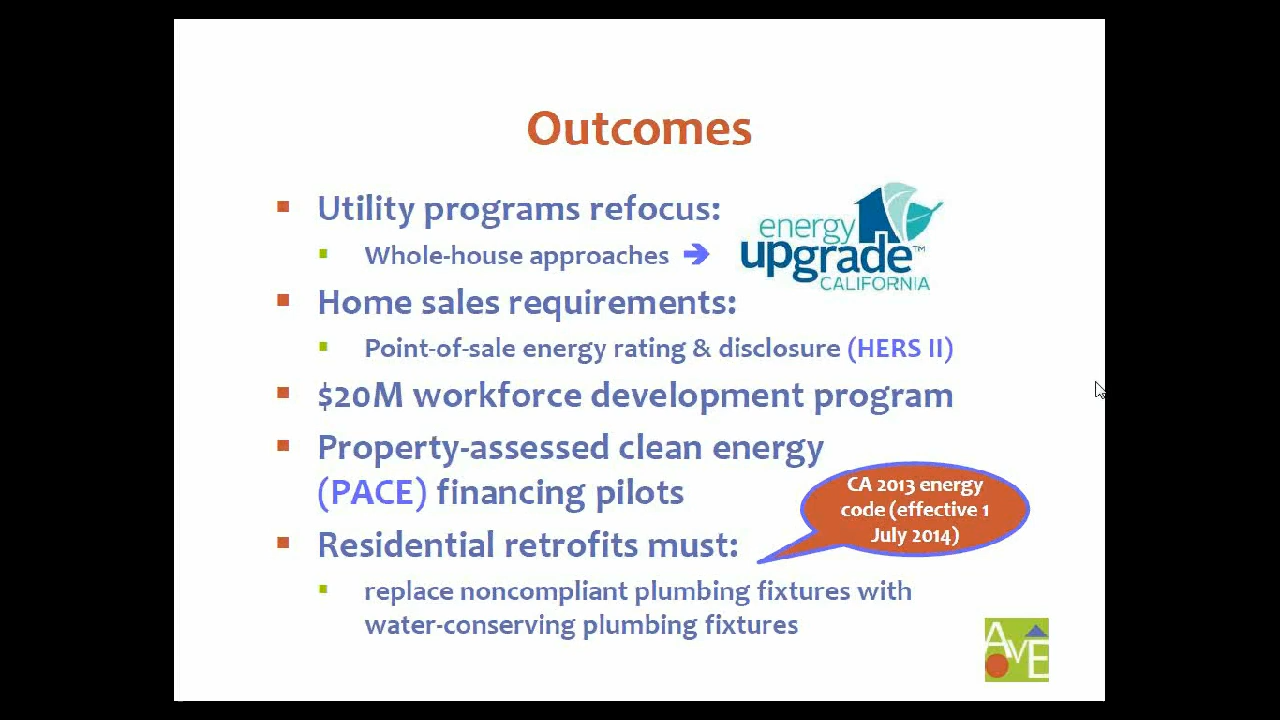 Outcomes
Utility programs refocus:
Whole-house approaches ➔
energy
upgrade™
CALIFORNIA
Home sales requirements:
Point-of-sale energy rating & disclosure (HERS II)
$20M workforce development program
Property-assessed clean energy
(PACE) financing pilots
CA 2013 energy
code (effective 1
July 2014)
Residential retrofits must:
replace noncompliant plumbing fixtures with
water-conserving plumbing fixtures
AVE